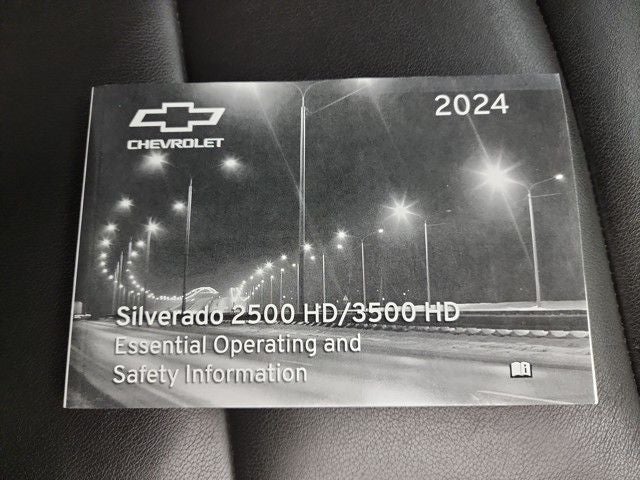 2024
CHEVROLET
Silverado 2500 HD/3500 HD
Essential Operating and
Safety Information